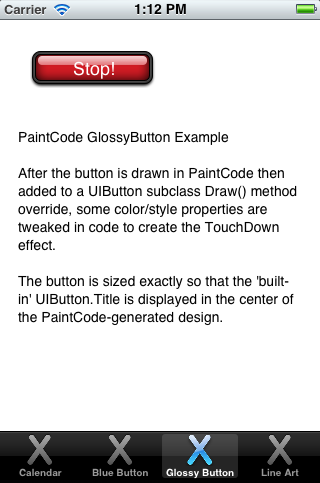 Carrier 1:12 PM
Stop!
PaintCode GlossyButton Example
After the button is drawn in PaintCode then
added to a UIButton subclass Draw() method
override, some color/style properties are
tweaked in code to create the TouchDown
effect.
The button is sized exactly so that the 'built-
in' UIButton.Title is displayed in the center of
the PaintCode-generated design.
Calendar Blue Button Glossy Button Line Art